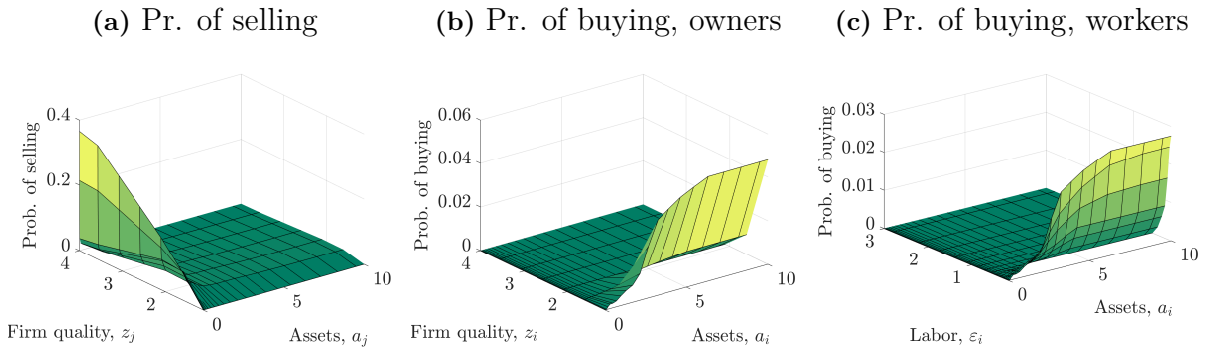 (a) Pr. of selling
(b) Pr. of buying, owners
(c) Pr. of buying, workers
Prob. of selling
0.4
0.2
0
4
3
2
0
5
10
Firm quality, z_j
Assets, a_j
Prob. of buying
0.06
0.04
0.02
0
4
3
2
0
5
10
Firm quality, z_i
Assets, a_i
Prob. of buying
0.03
0.02
0.01
0
3
2
1
0
5
10
Labor, ε_i
Assets, a_i